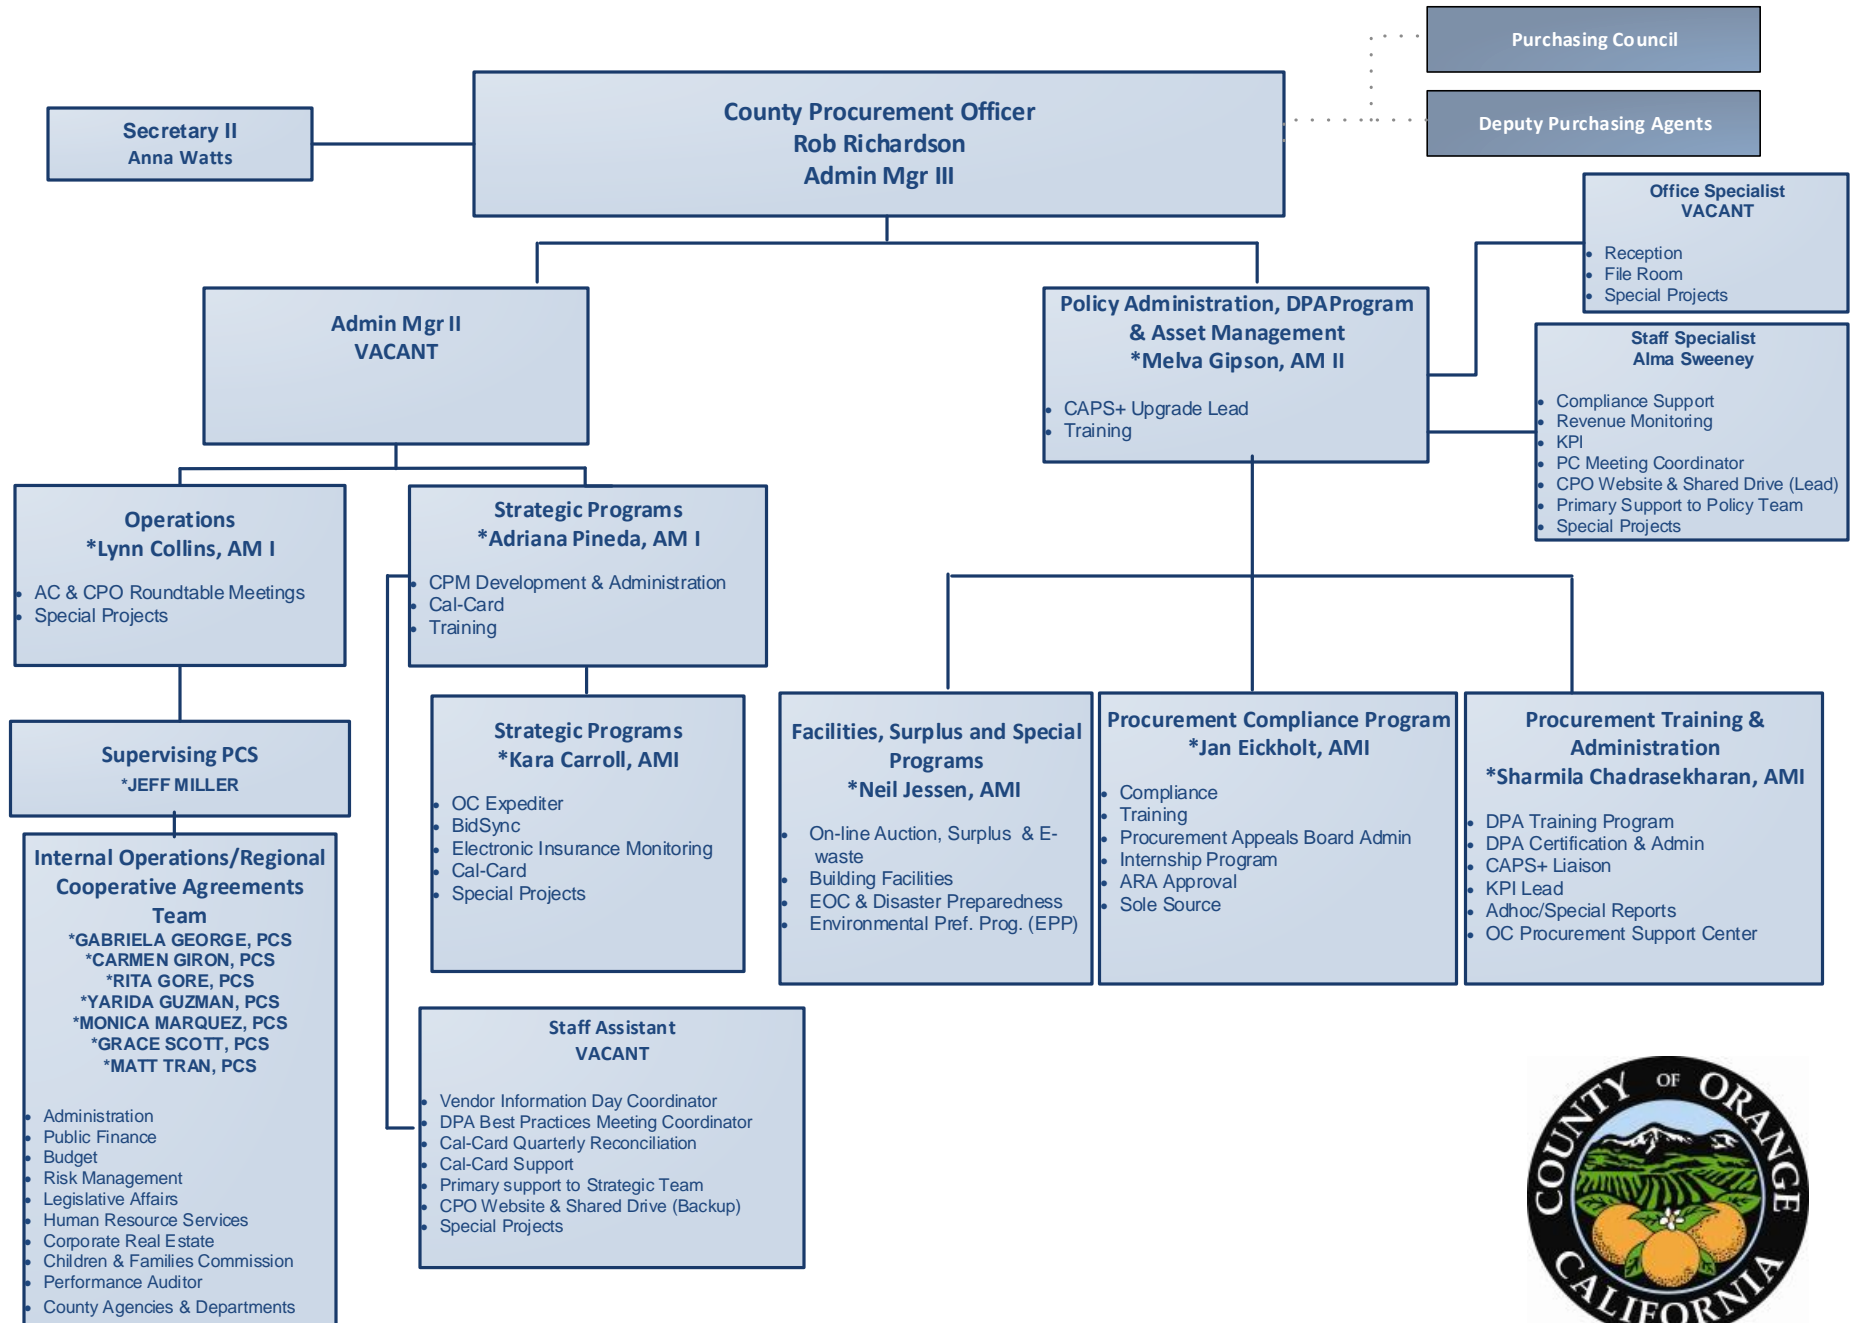 Purchasing Council
Deputy Purchasing Agents
County Procurement Officer
Rob Richardson
Admin Mgr III
Secretary II
Anna Watts
Office Specialist
VACANT
• Reception
• File Room
• Special Projects
Admin Mgr II
VACANT
Policy Administration, DPAProgram
& Asset Management
*Melva Gipson, AM II
• CAPS+ Upgrade Lead
• Training
Staff Specialist
Alma Sweeney
• Compliance Support
• Revenue Monitoring
• KPI
• PC Meeting Coordinator
• CPO Website & Shared Drive (Lead)
• Primary Support to Policy Team
• Special Projects
Operations
*Lynn Collins, AM I
• AC & CPO Roundtable Meetings
• Special Projects
Strategic Programs
*Adriana Pineda, AM I
• CPM Development & Administration
• Cal-Card
• Training
Supervising PCS
*JEFF MILLER
Strategic Programs
*Kara Carroll, AMI
• OC Expediter
• BidSync
• Electronic Insurance Monitoring
• Cal-Card
• Special Projects
Facilities, Surplus and Special
Programs
*Neil Jessen, AMI
• On-line Auction, Surplus & E-
waste
• Building Facilities
• EOC & Disaster Preparedness
• Environmental Pref. Prog. (EPP)
Procurement Compliance Program
*Jan Eickholt, AMI
• Compliance
• Training
• Procurement Appeals Board Admin
• Internship Program
• ARA Approval
• Sole Source
Procurement Training &
Administration
*Sharmila Chadrasekharan, AMI
• DPA Training Program
• DPA Certification & Admin
• CAPS+ Liaison
• KPI Lead
• Adhoc/Special Reports
• OC Procurement Support Center
Internal Operations/Regional
Cooperative Agreements
Team
*GABRIELA GEORGE, PCS
*CARMEN GIRON, PCS
*RITA GORE, PCS
*YARIDA GUZMAN, PCS
*MONICA MARQUEZ, PCS
*GRACE SCOTT, PCS
*MATT TRAN, PCS
• Administration
• Public Finance
• Budget
• Risk Management
• Legislative Affairs
• Human Resource Services
• Corporate Real Estate
• Children & Families Commission
• Performance Auditor
• County Agencies & Departments
Staff Assistant
VACANT
• Vendor Information Day Coordinator
• DPA Best Practices Meeting Coordinator
• Cal-Card Quarterly Reconciliation
• Cal-Card Support
• Primary support to Strategic Team
• CPO Website & Shared Drive (Backup)
• Special Projects
COUNTY OF ORANGE
CALIFORNIA